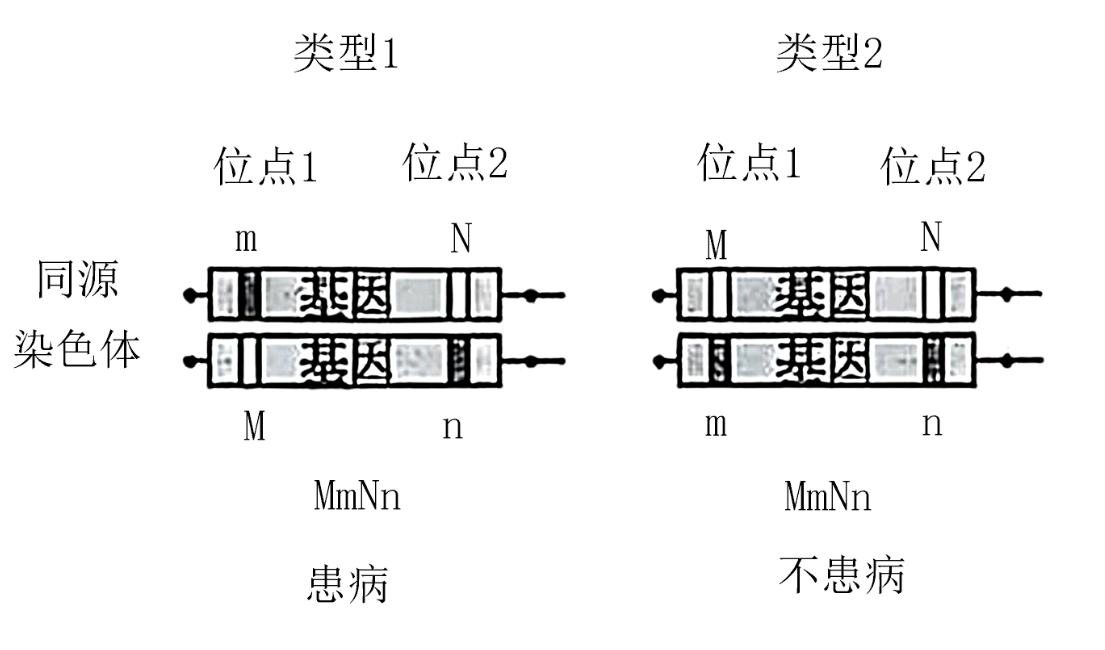 类型1 类型2
位点1 位点2 位点1 位点2
m N M N
同源 基因 基因
染色体 基因 基因
M n m n
MmNn MmNn
患病 不患病